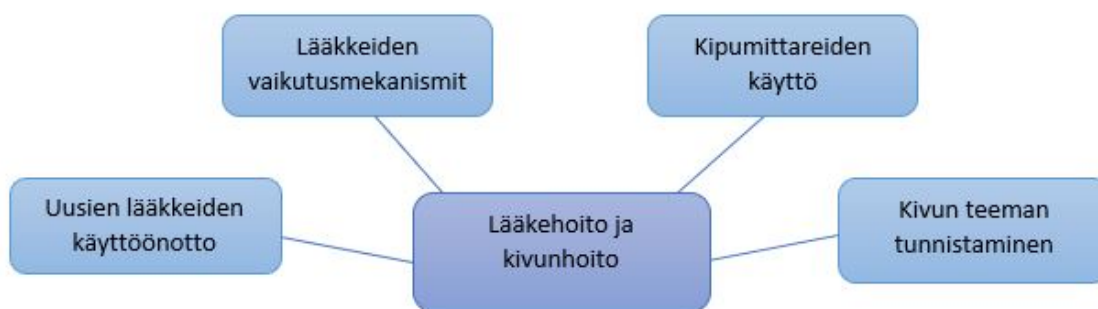 Lääkkeiden
vaikutusmekanismit
Kipumittareiden
käyttö
Uusien lääkkeiden
käyttöönotto
Lääkehoito ja
kivunhoito
Kivun teeman
tunnistaminen